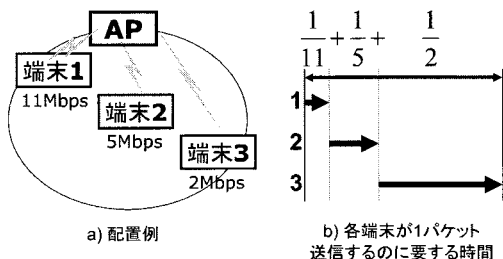 AP
端末1
11Mbps
端末2
5Mbps
端末3
2Mbps
a) 配置例
1/11 + 1/5 + 1/2
1
2
3
b) 各端末が1パケット
送信するのに要する時間